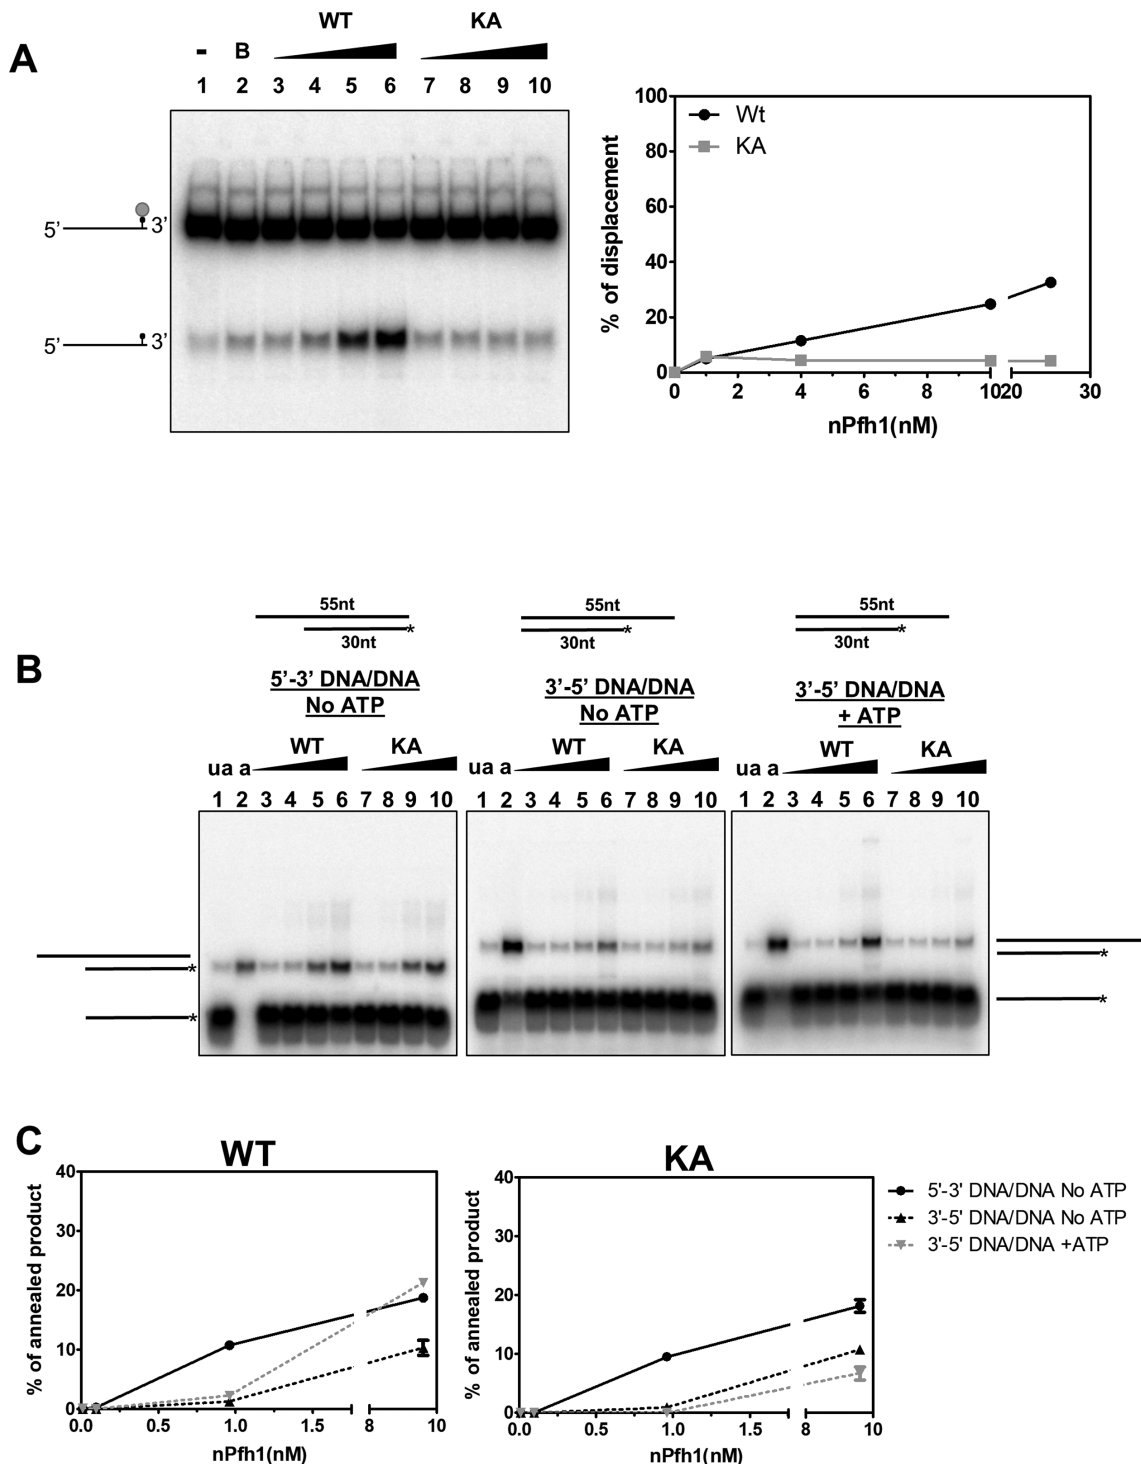 A
WT KA
- B
1 2 3 4 5 6 7 8 9 10
5’ 3’
5’ 3’
% of displacement
100
80
60
40
20
0
Wt
KA
0 2 4 6 8 10 20 30
nPfh1(nM)
B
55nt
30nt *
5’-3’ DNA/DNA
No ATP
WT KA
ua a
1 2 3 4 5 6 7 8 9 10
55nt
30nt *
3’-5’ DNA/DNA
No ATP
WT KA
ua a
1 2 3 4 5 6 7 8 9 10
55nt
30nt *
3’-5’ DNA/DNA
+ ATP
WT KA
ua a
1 2 3 4 5 6 7 8 9 10
*
*
*
*
C
WT
% of annealed product
40
30
20
10
0
0.0 0.5 1.0 1.5 8 10
nPfh1(nM)
KA
% of annealed product
40
30
20
10
0
0.0 0.5 1.0 1.5 8 10
nPfh1(nM)
5'-3' DNA/DNA No ATP
3'-5' DNA/DNA No ATP
3'-5' DNA/DNA +ATP